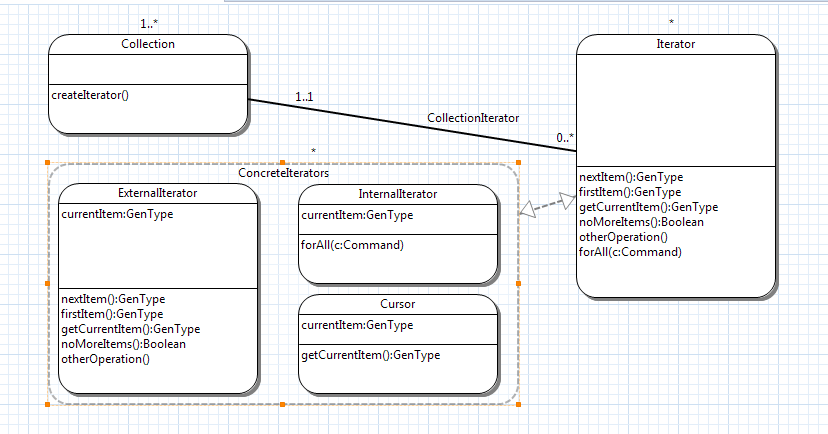 1..*
Collection
createIterator()
*
Iterator
nextItem():GenType
firstItem():GenType
getCurrentItem():GenType
noMoreItems():Boolean
otherOperation()
forAll(c:Command)
1..1
CollectionIterator
0..*
*
ConcreteIterators
ExternalIterator
currentItem:GenType
nextItem():GenType
firstItem():GenType
getCurrentItem():GenType
noMoreItems():Boolean
otherOperation()
InternalIterator
currentItem:GenType
forAll(c:Command)
Cursor
currentItem:GenType
getCurrentItem():GenType